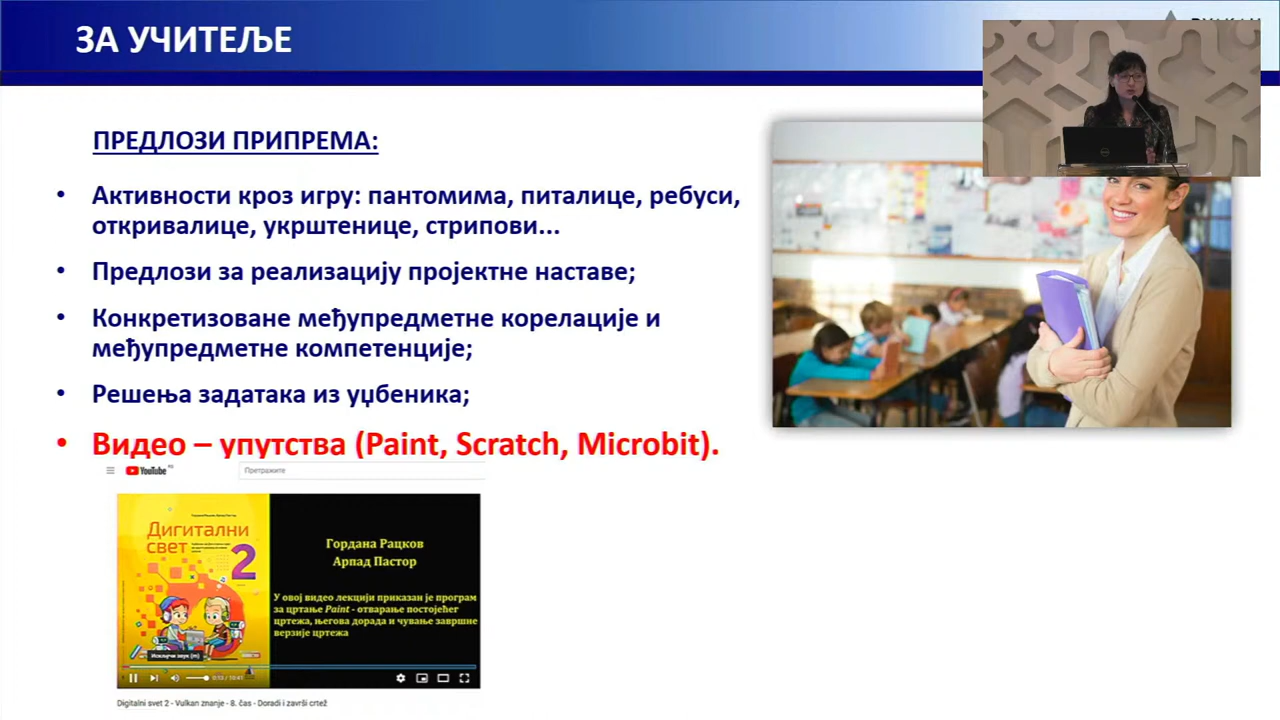 ЗА УЧИТЕЉЕ
ПРЕДЛОЗИ ПРИПРЕМА:
• Активности кроз игру: пантомима, питалице, ребуси,
откривалице, укрштенице, стрипови...
• Предлози за реализацију пројектне наставе;
• Конкретизоване међупредметне корелације и
међупредметне компетенције;
• Решења задатака из уџбеника;
• Видео – упутства (Paint, Scratch, Microbit).
YouTube
Претражите
Дигитални
свет
2
Гордана Рацков
Арпад Пастор
У овој видео лекцији приказан је програм
за цртање Paint - отварање постојећег
цртежа, његова дорада и чување завршне
верзије цртежа
Искључи звук (m)
Digitalni svet 2 - Vulkan znanje - 8. čas - Doradi i završi crtež